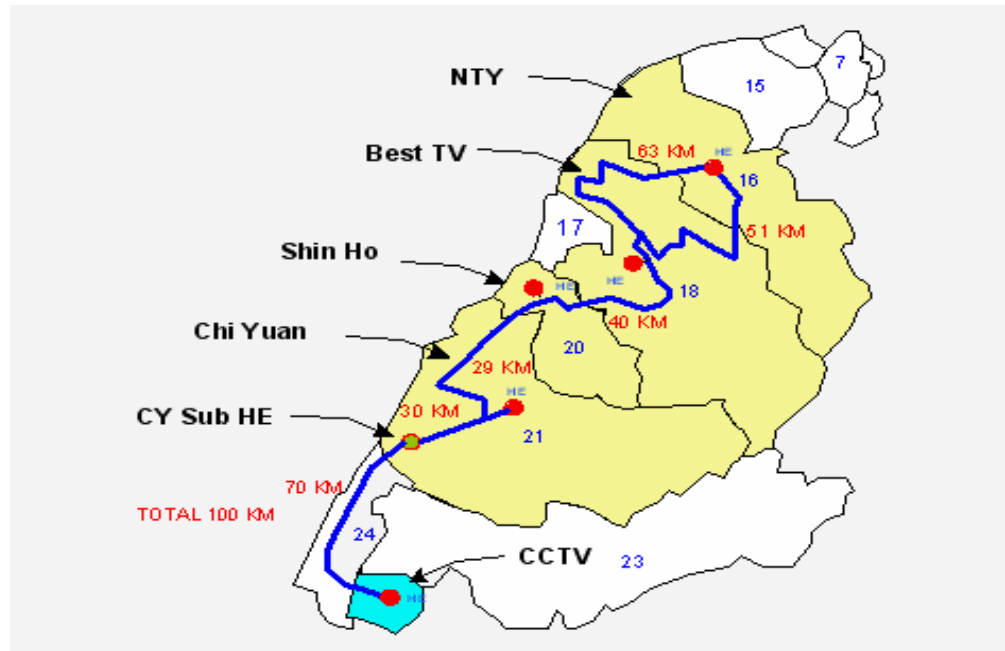 7
15
NTY
Best TV
63 KM
HE
16
17
51 KM
Shin Ho
HE
HE
18
40 KM
Chi Yuan
20
29 KM
HE
CY Sub HE
30 KM
21
70 KM
TOTAL 100 KM
24
CCTV
23
HE